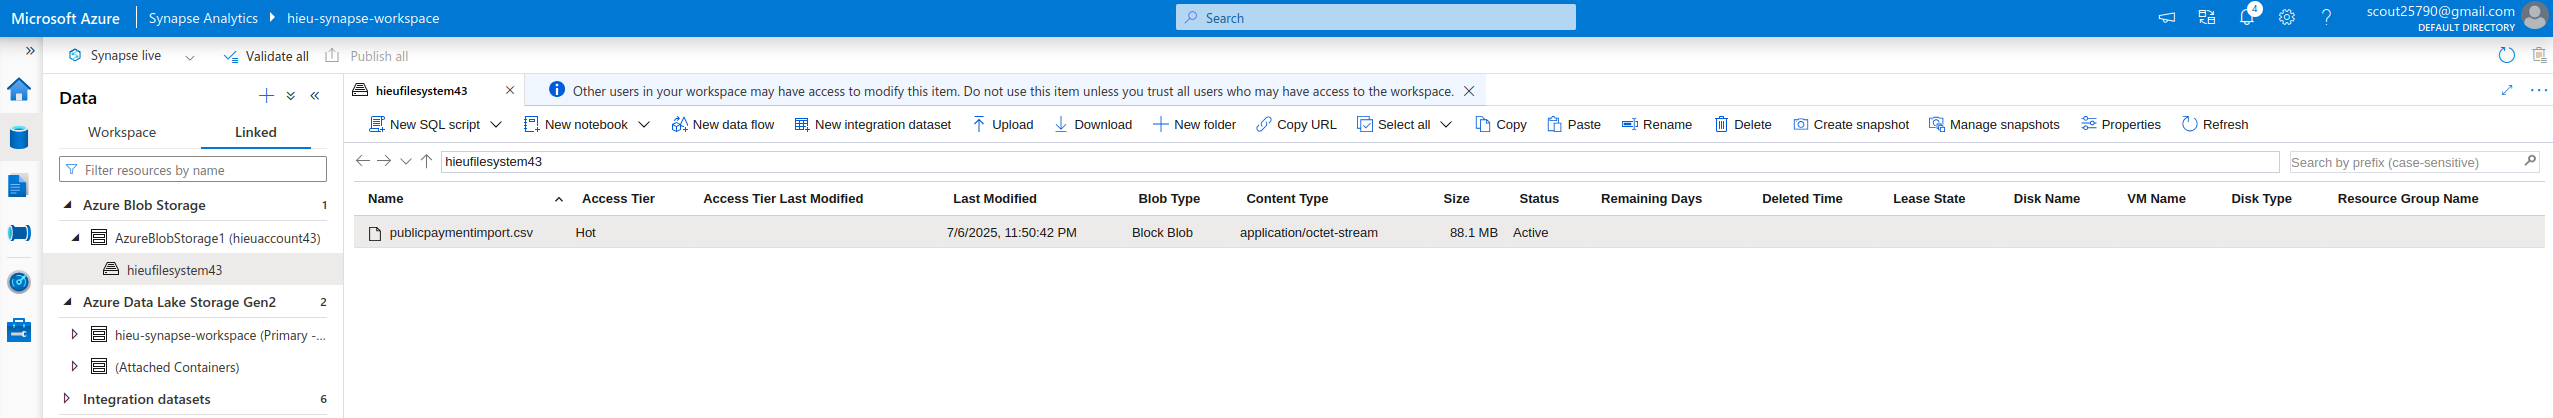 Microsoft Azure Synapse Analytics hieu-synapse-workspace Search 4 scout25790@gmail.com
DEFAULT DIRECTORY
Synapse live Validate all Publish all
Data
Workspace Linked
Filter resources by name
Azure Blob Storage 1
AzureBlobStorage1 (hieuaccount43)
hieufilesystem43
Azure Data Lake Storage Gen2 2
hieu-synapse-workspace (Primary -...
(Attached Containers)
Integration datasets 6
hieufilesystem43 Other users in your workspace may have access to modify this item. Do not use this item unless you trust all users who may have access to the workspace.
New SQL script New notebook New data flow New integration dataset Upload Download New folder Copy URL Select all Copy Paste Rename Delete Create snapshot Manage snapshots Properties Refresh
hieufilesystem43 Search by prefix (case-sensitive)
Name Access Tier Access Tier Last Modified Last Modified Blob Type Content Type Size Status Remaining Days Deleted Time Lease State Disk Name VM Name Disk Type Resource Group Name
publicpaymentimport.csv Hot 7/6/2025, 11:50:42 PM Block Blob application/octet-stream 88.1 MB Active